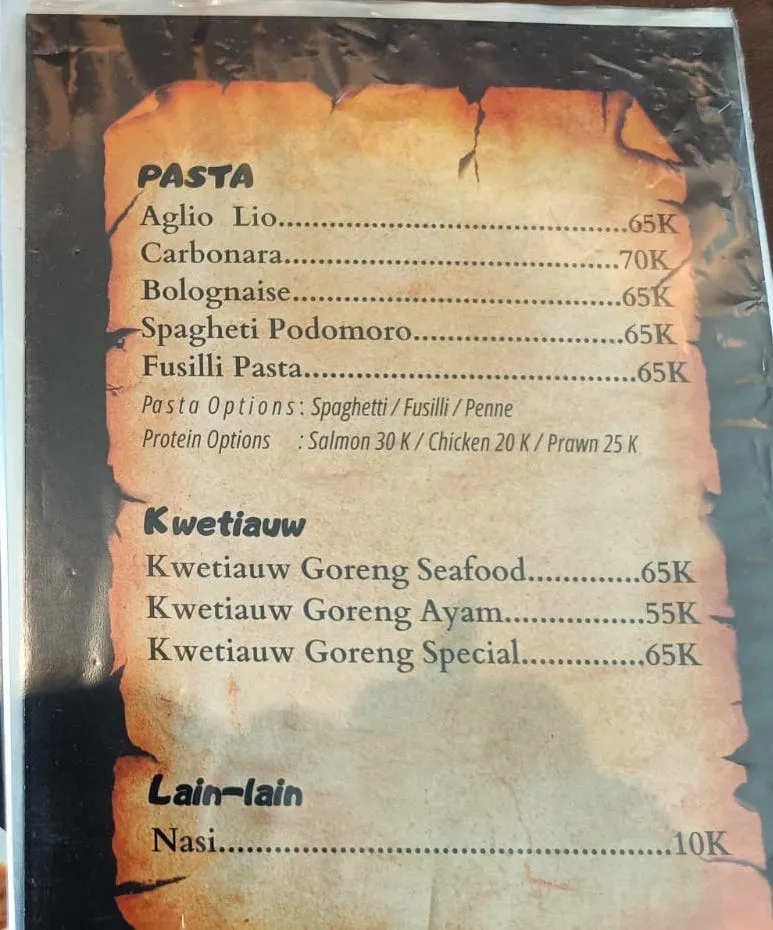 PASTA
Aglio Lio..................................65K
Carbonara..................................70K
Bolognaise.................................65K
Spagheti Podomoro.....................65K
Fusilli Pasta.................................65K
Pasta Options : Spaghetti / Fusilli / Penne
Protein Options : Salmon 30 K / Chicken 20 K / Prawn 25 K
Kwetiauw
Kwetiauw Goreng Seafood............65K
Kwetiauw Goreng Ayam...............55K
Kwetiauw Goreng Special.............65K
Lain-lain
Nasi..............................................10K